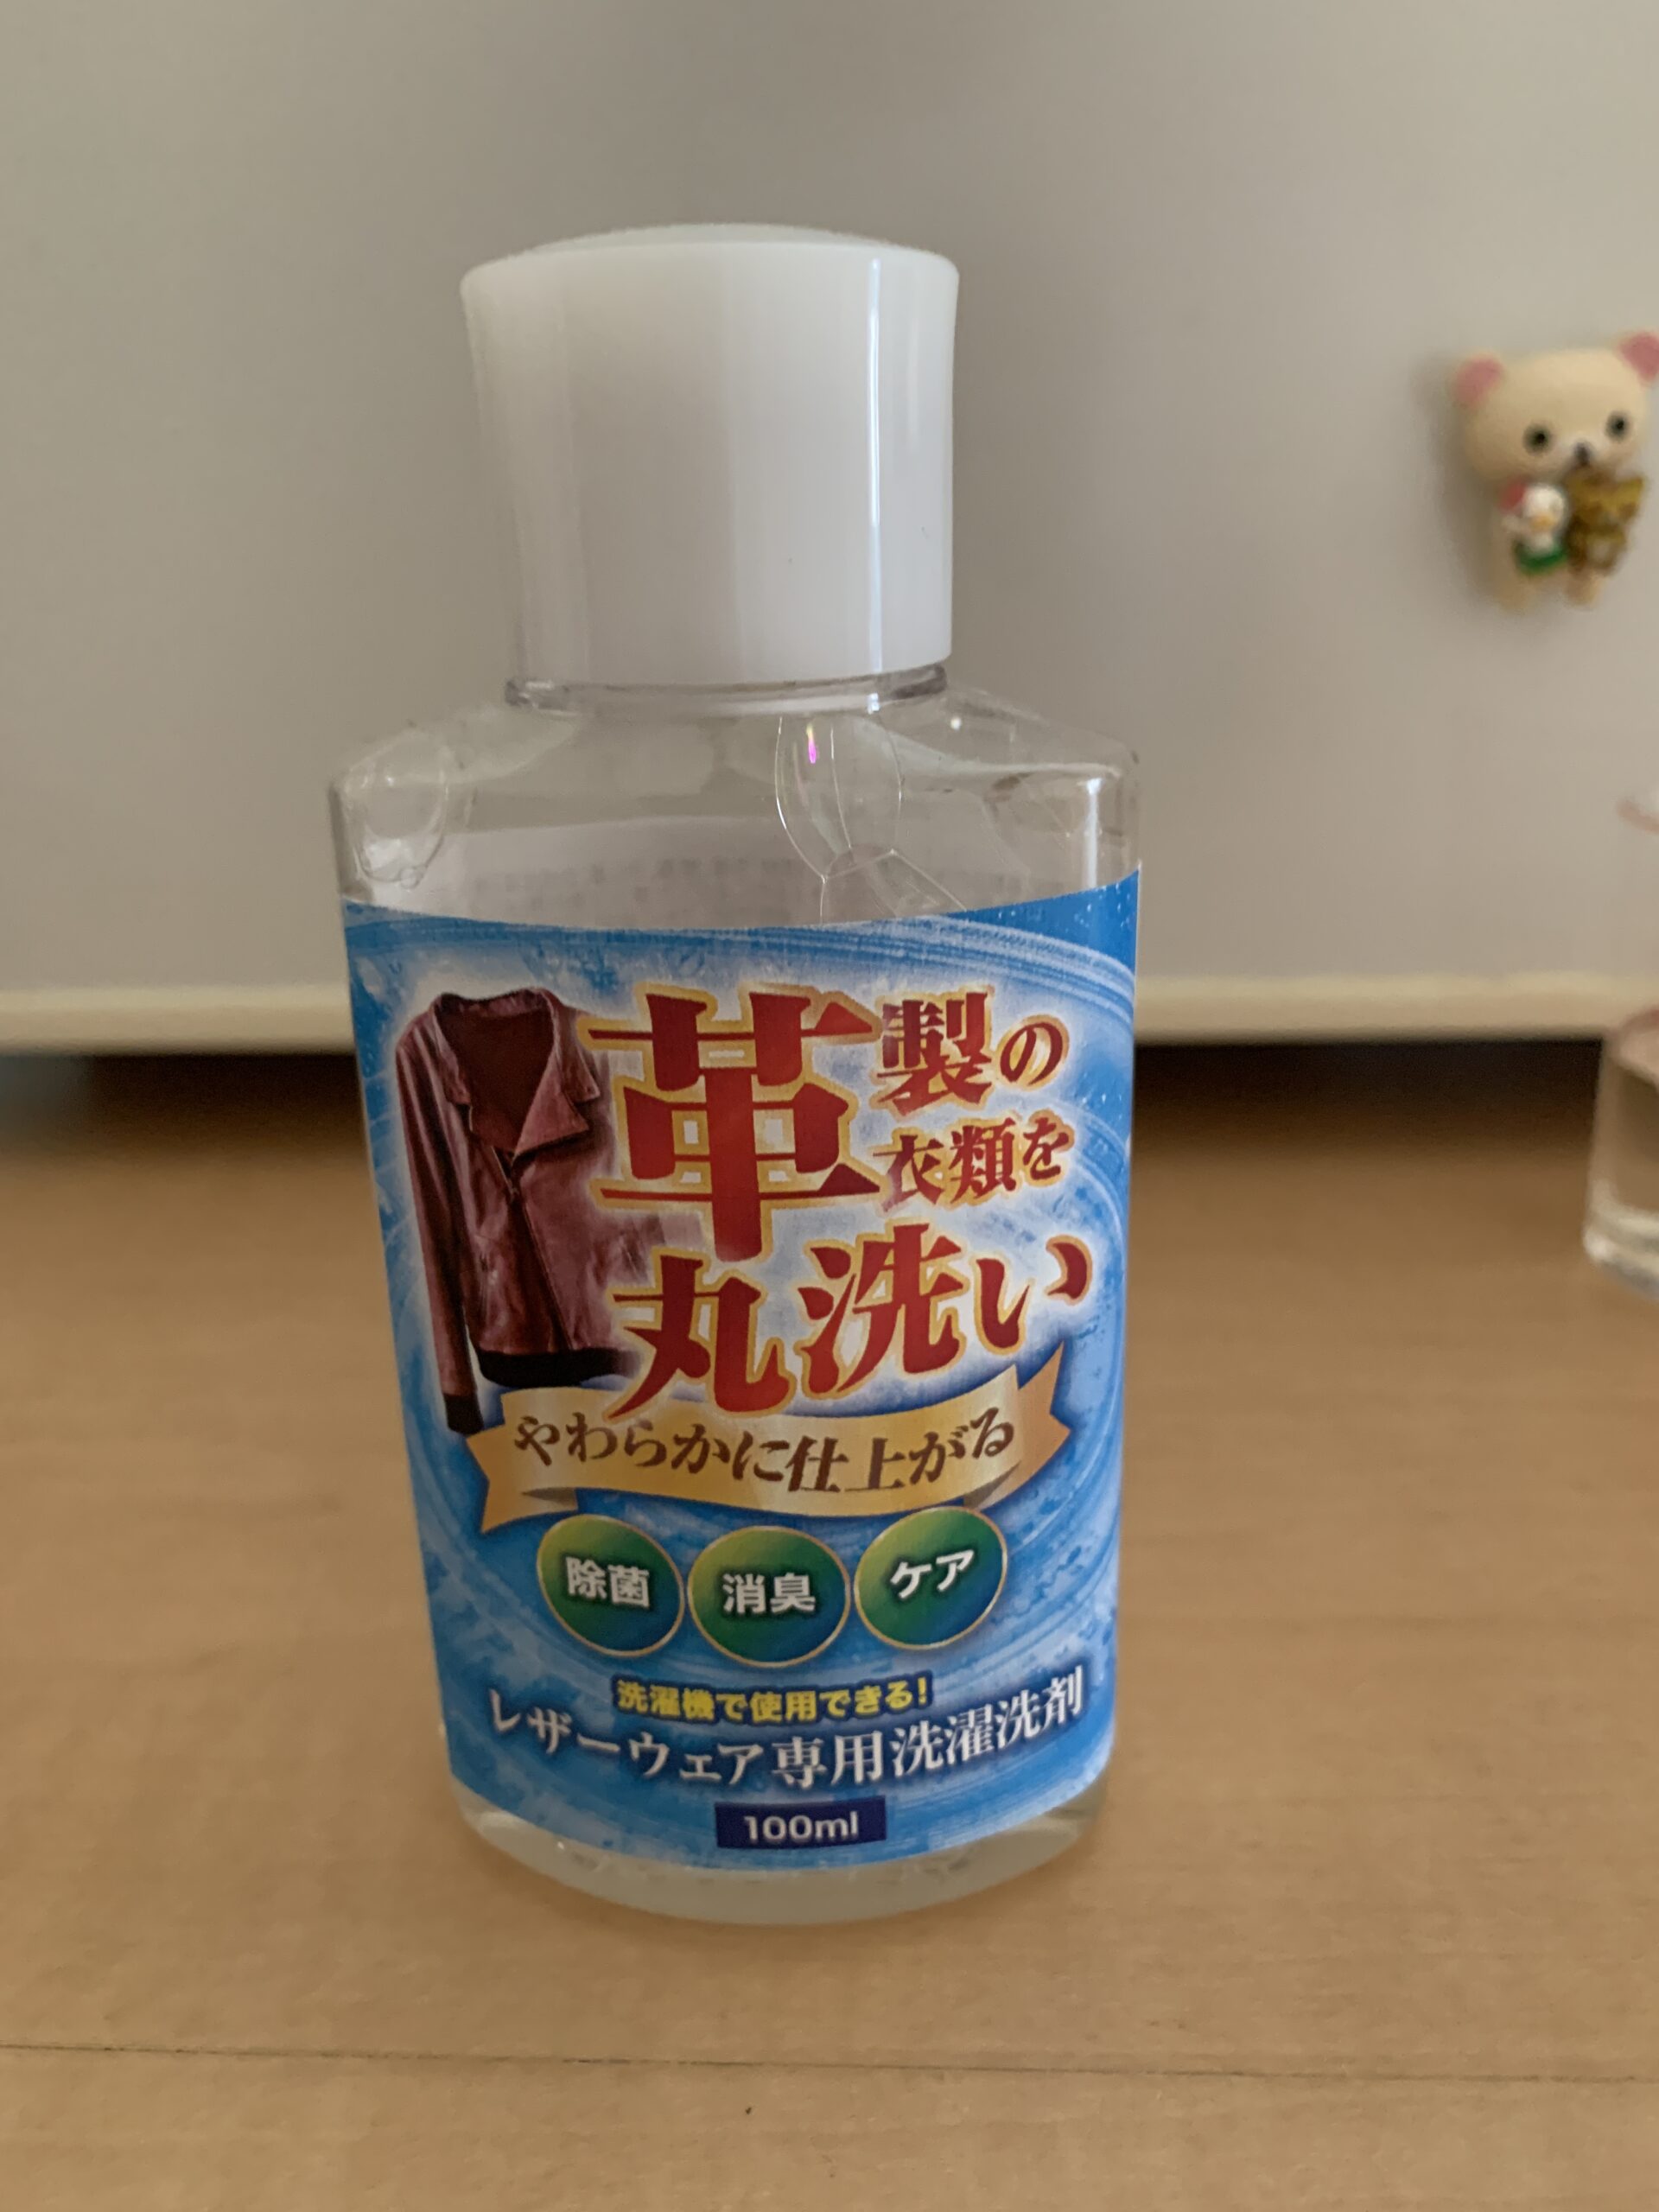 革製の
衣類を
丸洗い
やわらかに仕上がる
除菌
消臭
ケア
洗濯機で使用できる!
レザーウェア専用洗濯洗剤
100ml